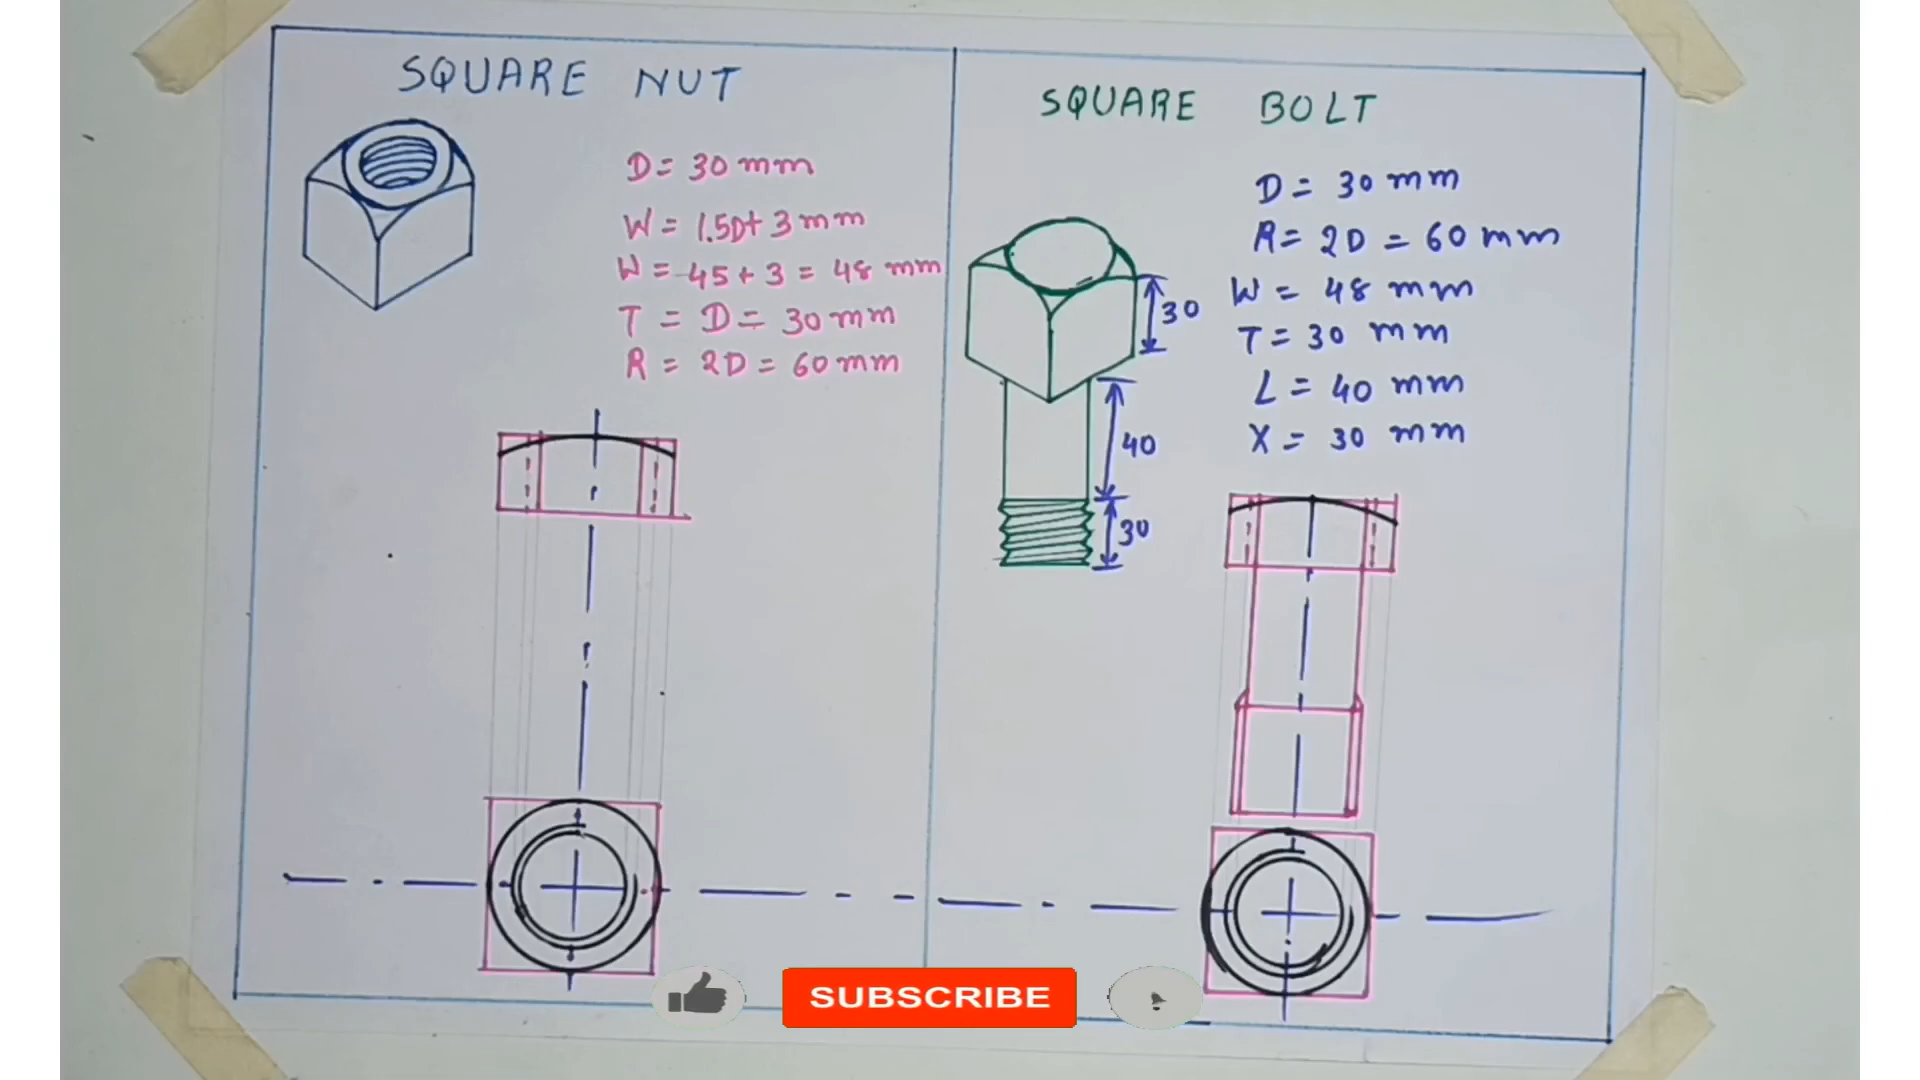 SQUARE NUT
D = 30 mm
W = 1.5D+ 3 mm
W = 45 + 3 = 48 mm
T = D = 30 mm
R = 2D = 60 mm
SQUARE BOLT
D = 30 mm
R = 2D = 60 mm
W = 48 mm
T = 30 mm
L = 40 mm
X = 30 mm
30
40
30
SUBSCRIBE